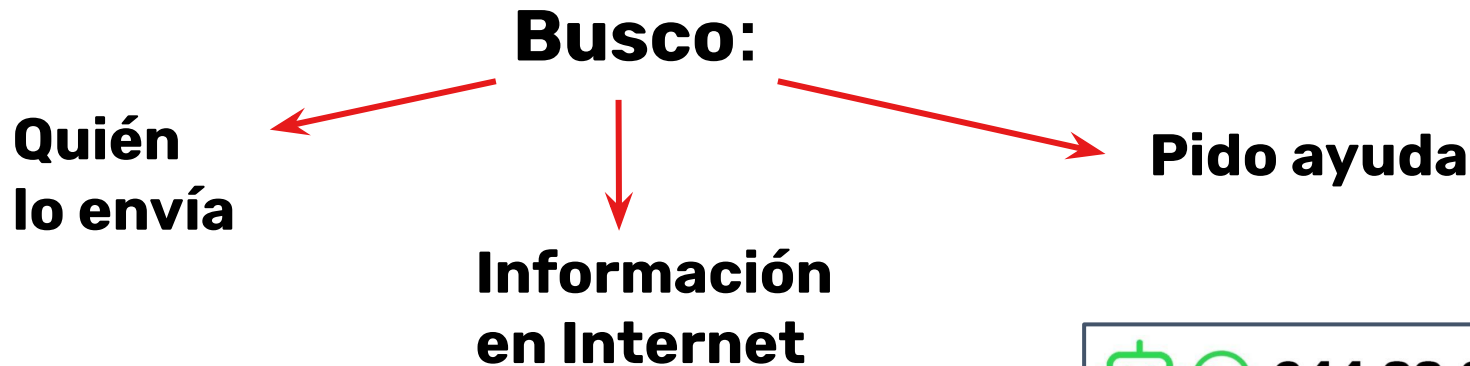 Busco:
Quién
lo envía
Pido ayuda
Información
en Internet